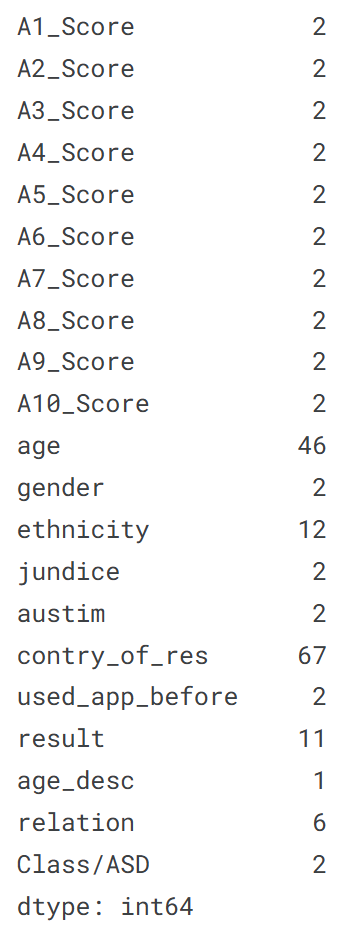 A1_Score 2
A2_Score 2
A3_Score 2
A4_Score 2
A5_Score 2
A6_Score 2
A7_Score 2
A8_Score 2
A9_Score 2
A10_Score 2
age 46
gender 2
ethnicity 12
jundice 2
austim 2
contry_of_res 67
used_app_before 2
result 11
age_desc 1
relation 6
Class/ASD 2
dtype: int64